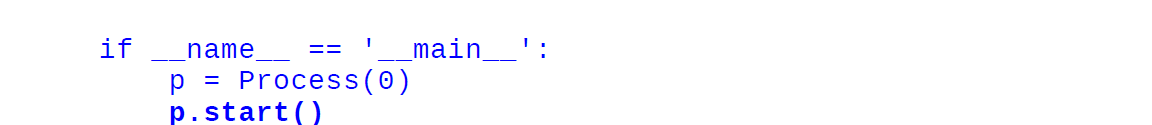 if __name__ == '__main__':
    p = Process(0)
    p.start()